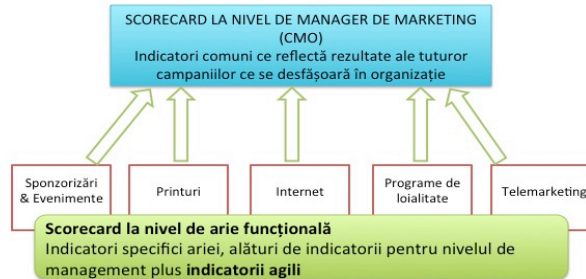 SCORECARD LA NIVEL DE MANAGER DE MARKETING
(CMO)
Indicatori comuni ce reflectă rezultate ale tuturor
campaniilor ce se desfășoară în organizație
Sponzorizări
& Evenimente
Printuri
Internet
Programe de
loialitate
Telemarketing
Scorecard la nivel de arie funcțională
Indicatori specifici ariei, alături de indicatorii pentru nivelul de
management plus indicatorii agili